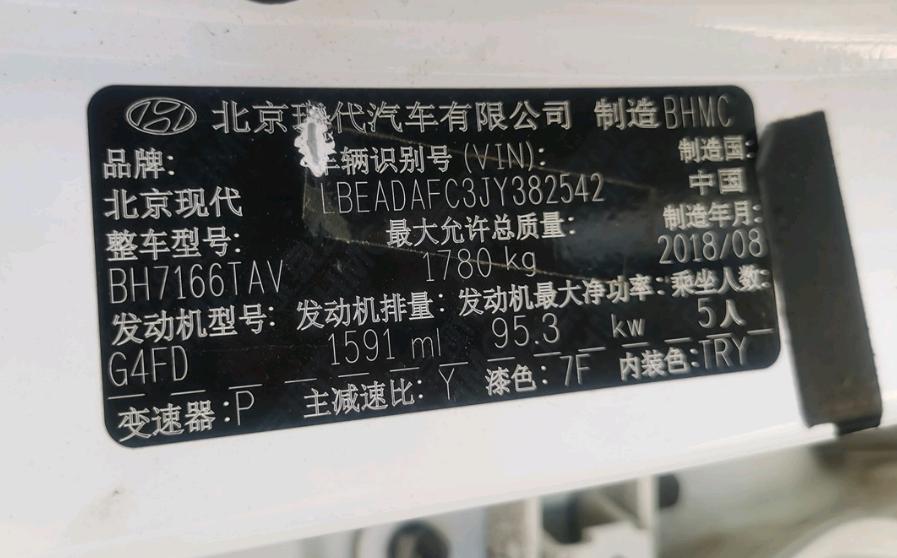 北京现代汽车有限公司 制造 BHMC
品牌: 车辆识别号 (VIN): 制造国:
北京现代 LBEADAFC3JY382542 中国
整车型号: 最大允许总质量: 制造年月:
BH7166TAV 1780 kg 2018/08
发动机型号: 发动机排量: 发动机最大净功率: 乘坐人数:
G4FD 1591 ml 95.3 kw 5人
变速器: P 主减速比: Y 漆色: 7F 内装色: TRY